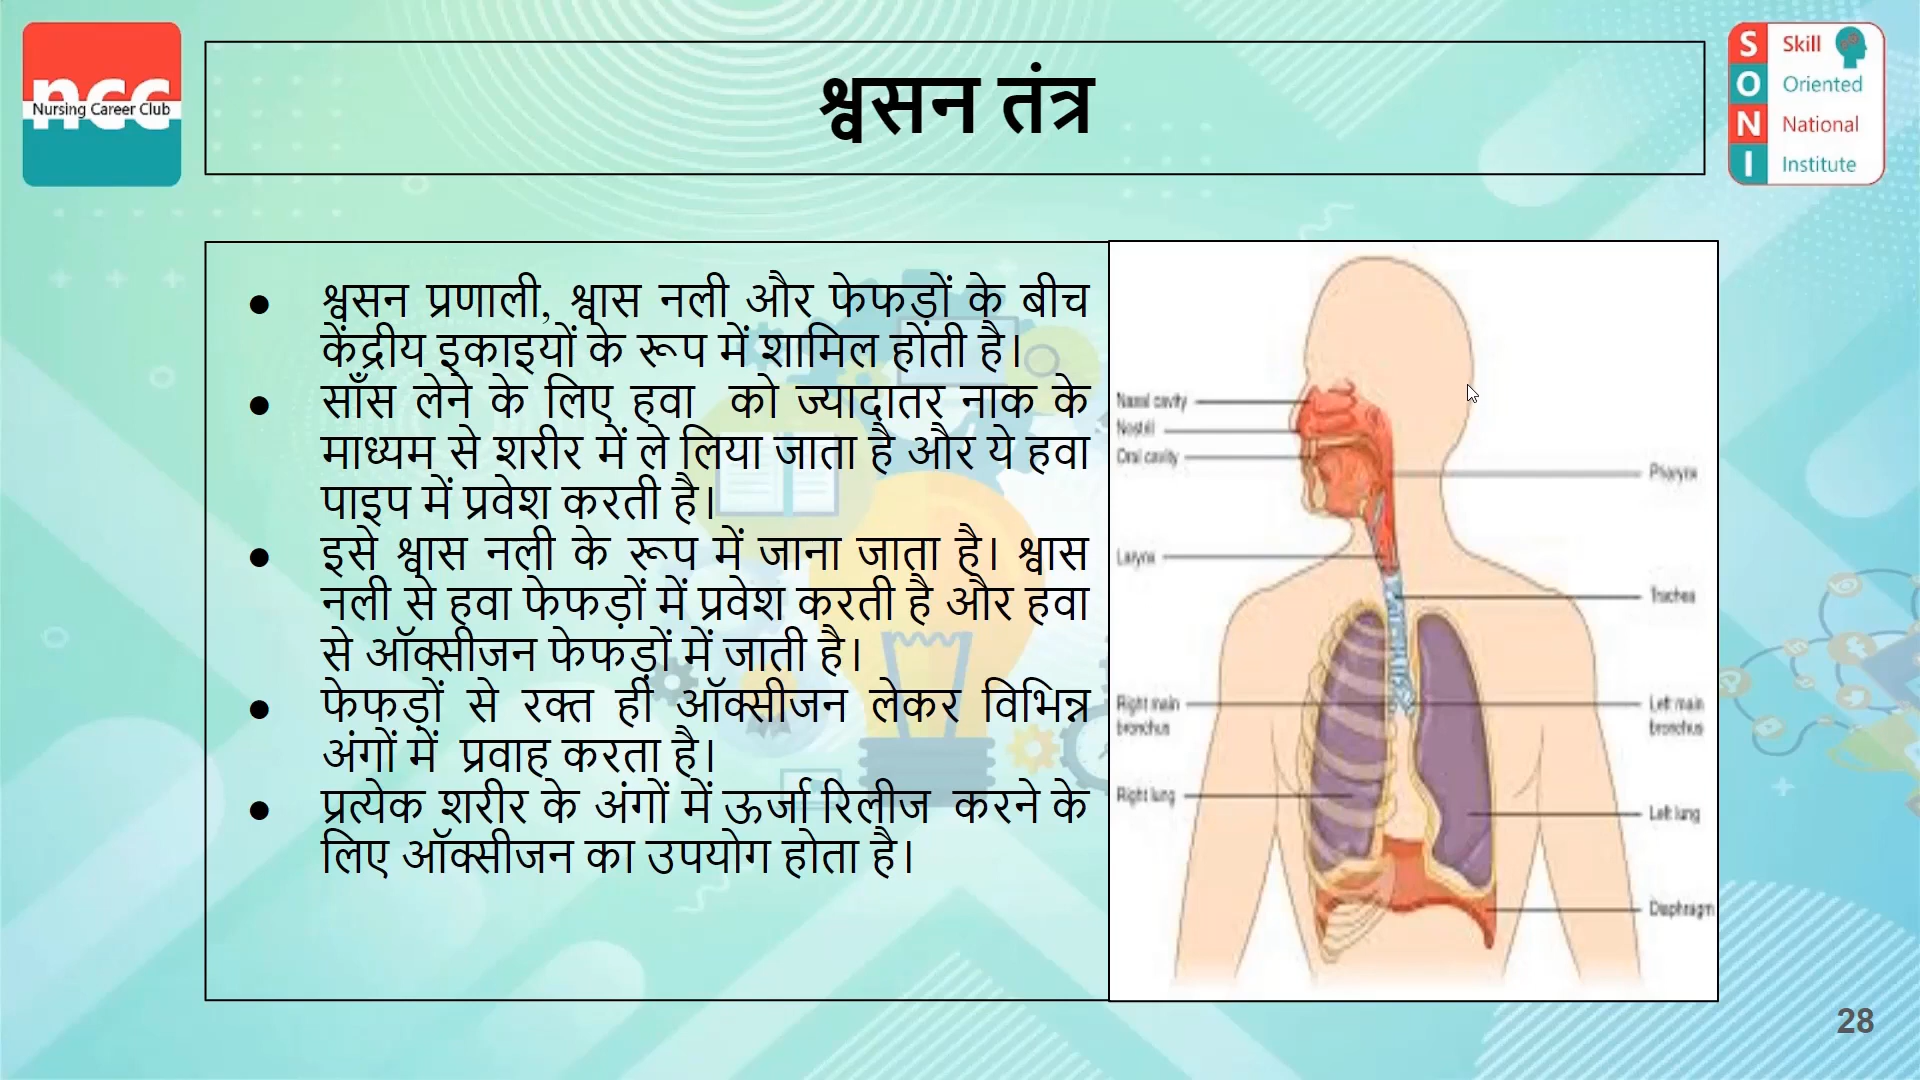 ncc
Nursing Career Club
श्वसन तंत्र
S Skill
O Oriented
N National
I Institute
● श्वसन प्रणाली, श्वास नली और फेफड़ों के बीच
केंद्रीय इकाइयों के रूप में शामिल होती है।
● साँस लेने के लिए हवा को ज्यादातर नाक के
माध्यम से शरीर में ले लिया जाता है और ये हवा
पाइप में प्रवेश करती है।
● इसे श्वास नली के रूप में जाना जाता है। श्वास
नली से हवा फेफड़ों में प्रवेश करती है और हवा
से ऑक्सीजन फेफड़ों में जाती है।
● फेफड़ों से रक्त ही ऑक्सीजन लेकर विभिन्न
अंगों में प्रवाह करता है।
● प्रत्येक शरीर के अंगों में ऊर्जा रिलीज करने के
लिए ऑक्सीजन का उपयोग होता है।
Nasal cavity
Nostril
Oral cavity
Pharynx
Larynx
Trachea
Right main
bronchus
Left main
bronchus
Right lung
Left lung
Diaphragm
28